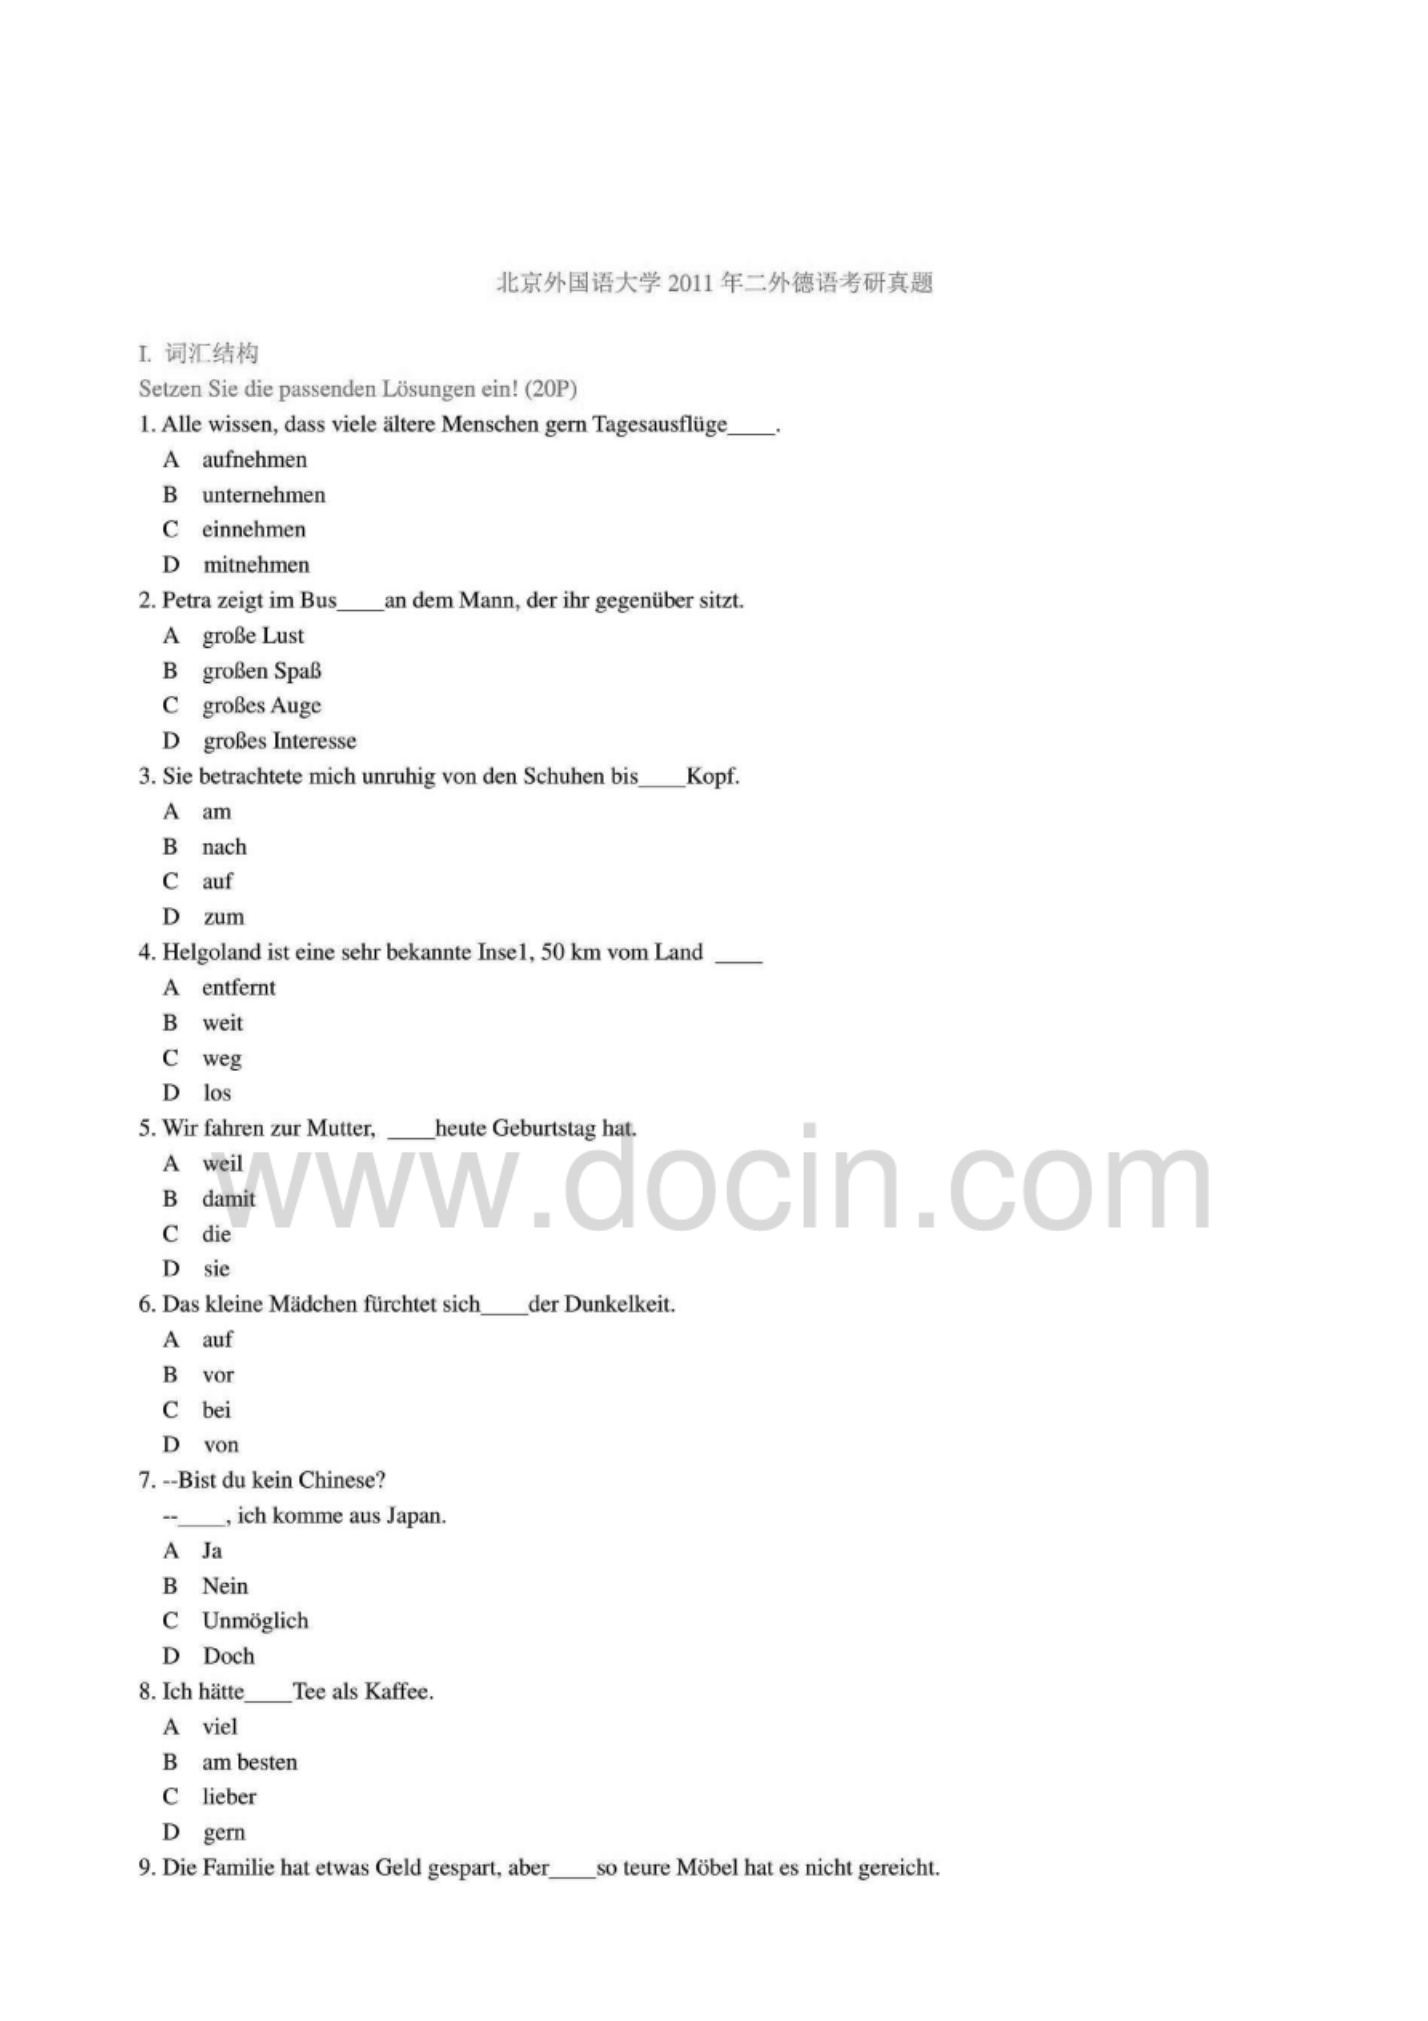 北京外国语大学 2011 年二外德语考研真题
I. 词汇结构
Setzen Sie die passenden Lösungen ein! (20P)
1. Alle wissen, dass viele ältere Menschen gern Tagesausflüge____.
A aufnehmen
B unternehmen
C einnehmen
D mitnehmen
2. Petra zeigt im Bus____an dem Mann, der ihr gegenüber sitzt.
A große Lust
B großen Spaß
C großes Auge
D großes Interesse
3. Sie betrachtete mich unruhig von den Schuhen bis____Kopf.
A am
B nach
C auf
D zum
4. Helgoland ist eine sehr bekannte Inse1, 50 km vom Land ____
A entfernt
B weit
C weg
D los
5. Wir fahren zur Mutter, ____heute Geburtstag hat.
A weil
B damit
C die
D sie
www.docin.com
6. Das kleine Mädchen fürchtet sich____der Dunkelkeit.
A auf
B vor
C bei
D von
7. --Bist du kein Chinese?
--____, ich komme aus Japan.
A Ja
B Nein
C Unmöglich
D Doch
8. Ich hätte____Tee als Kaffee.
A viel
B am besten
C lieber
D gern
9. Die Familie hat etwas Geld gespart, aber____so teure Möbel hat es nicht gereicht.